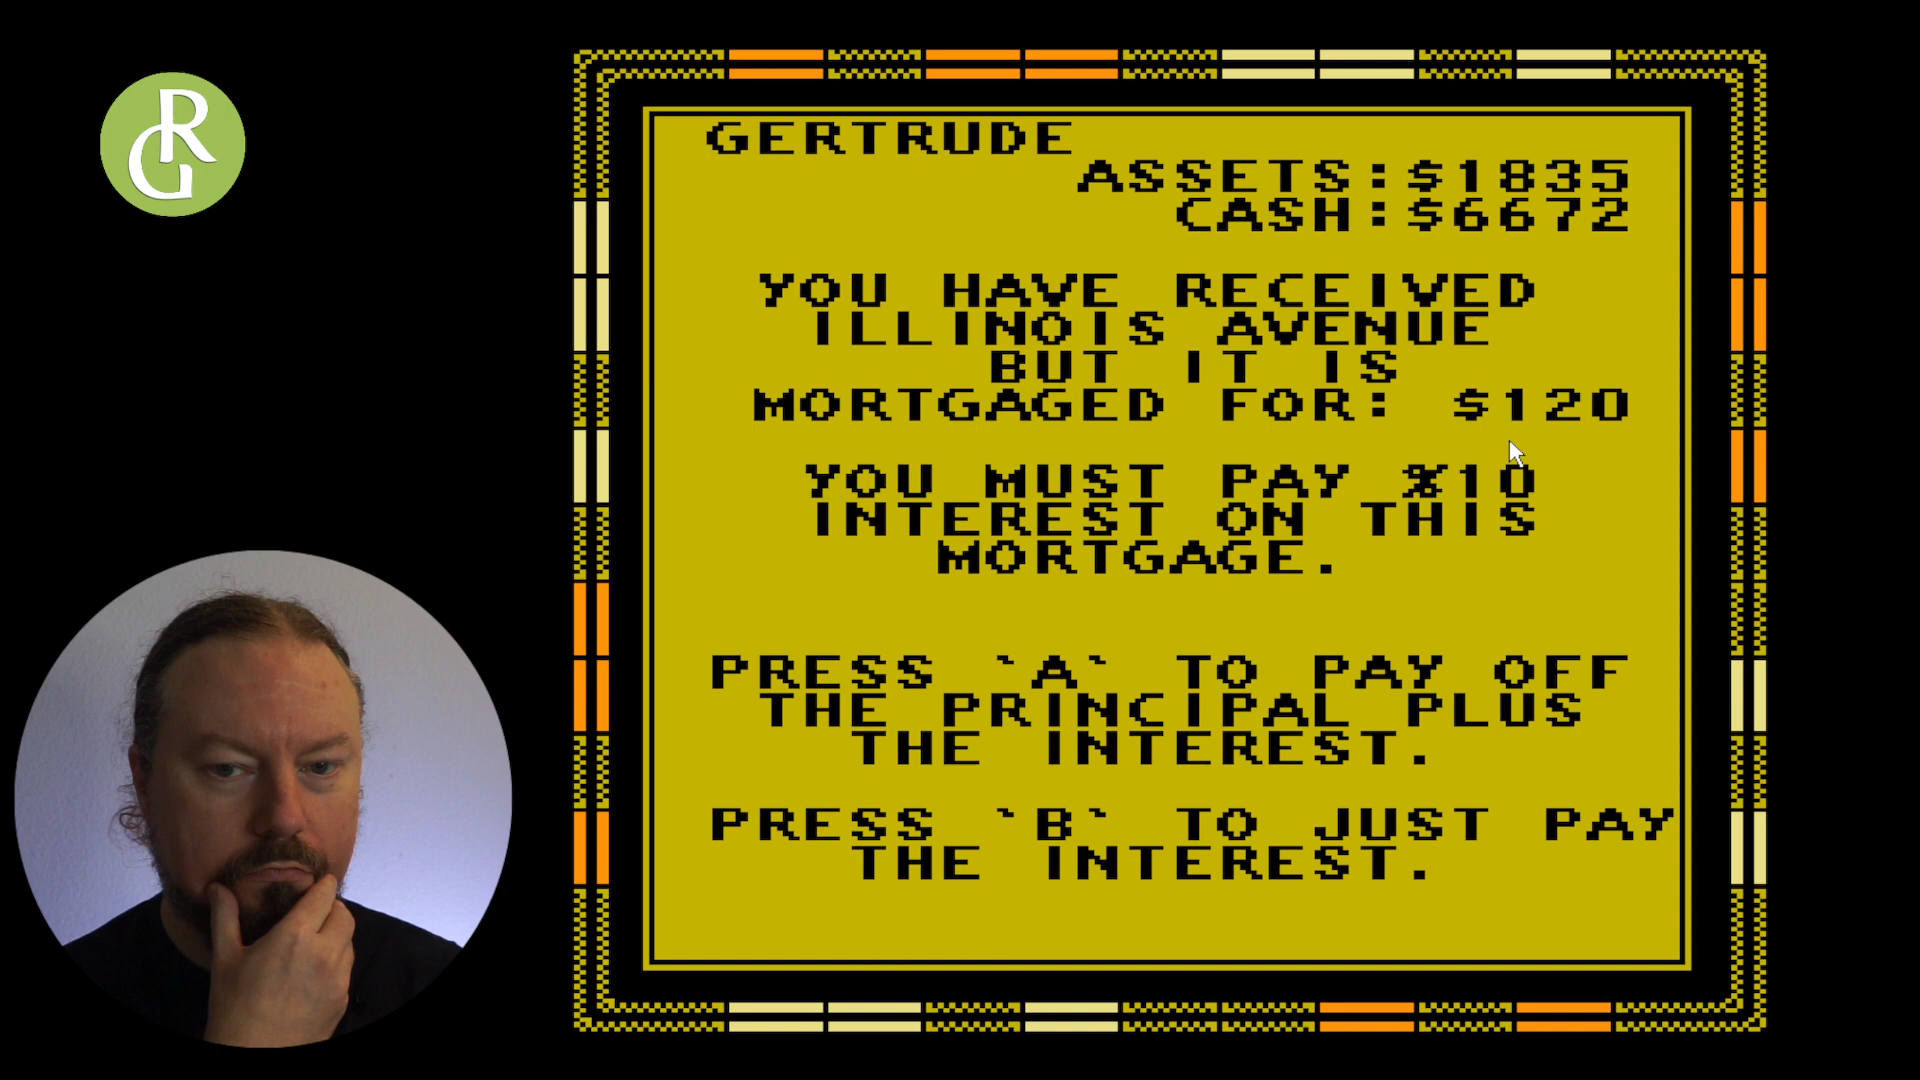 RG
GERTRUDE
ASSETS:$1835
CASH:$6672
YOU HAVE RECEIVED
ILLINOIS AVENUE
BUT IT IS
MORTGAGED FOR: $120
YOU MUST PAY %10
INTEREST ON THIS
MORTGAGE.
PRESS `A` TO PAY OFF
THE PRINCIPAL PLUS
THE INTEREST.
PRESS `B` TO JUST PAY
THE INTEREST.